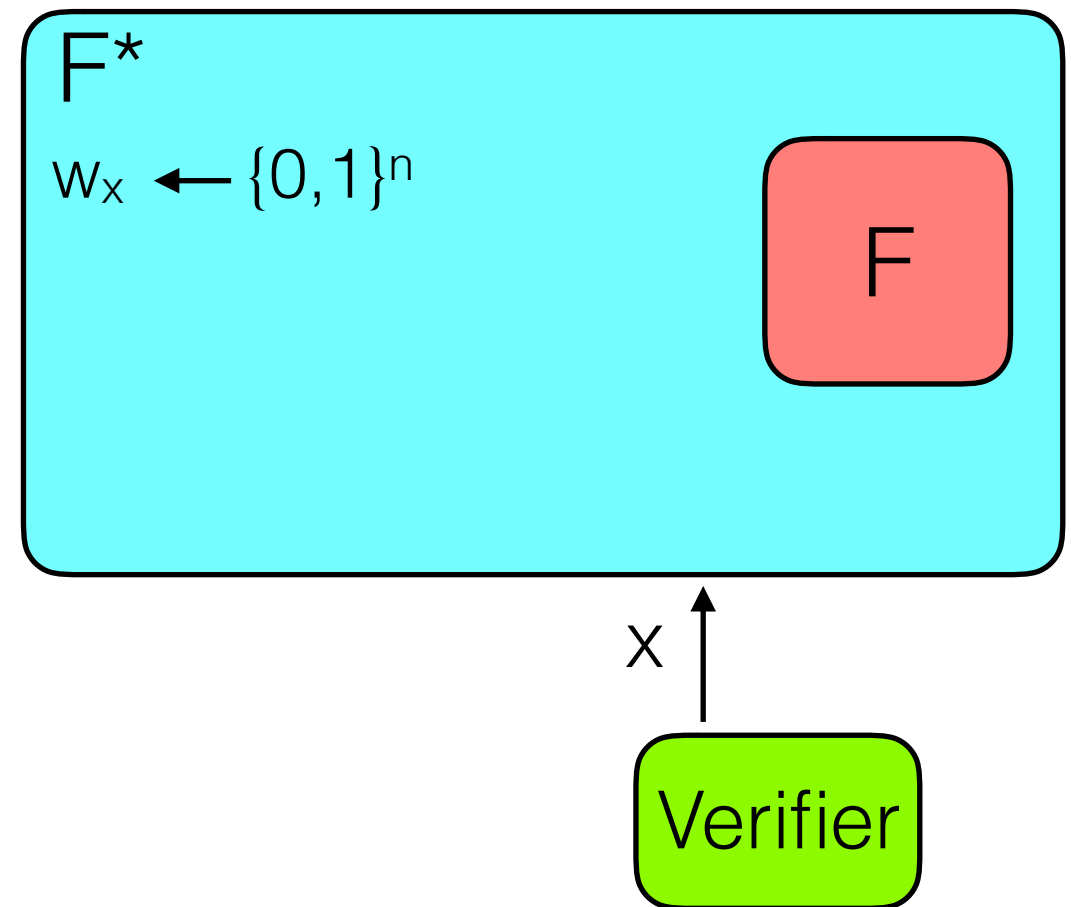 F*
wₓ ← {0,1}ⁿ
F
x
Verifier